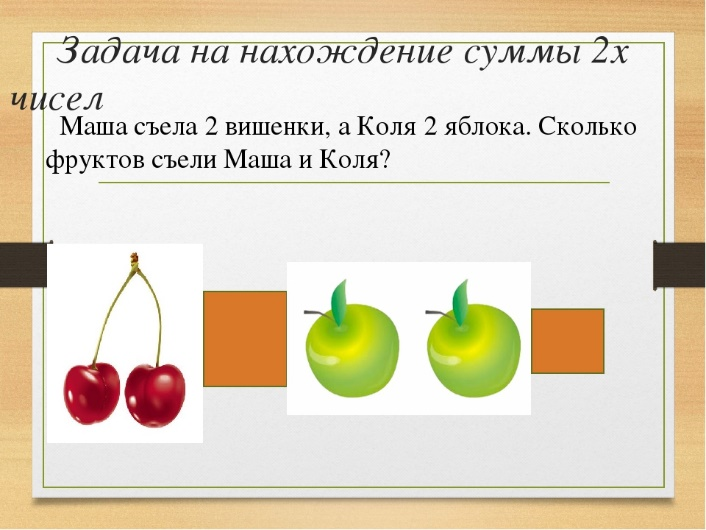 Задача на нахождение суммы 2х
чисел
Маша съела 2 вишенки, а Коля 2 яблока. Сколько
фруктов съели Маша и Коля?